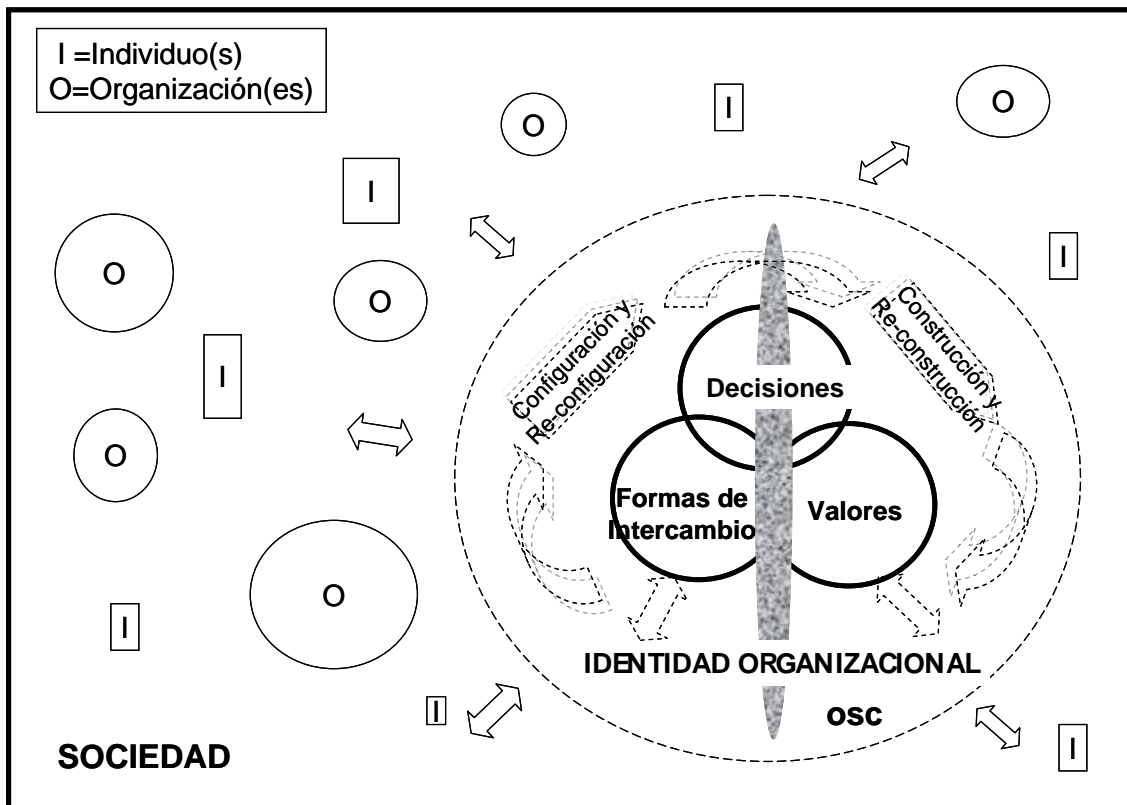 I =Individuo(s)
O=Organización(es)
O
I
O
I
O
O
I
I
O
O
I
I
I
Configuración y
Re-configuración
Construcción y
Re-construcción
Decisiones
Formas de
Intercambio
Valores
IDENTIDAD ORGANIZACIONAL
OSC
SOCIEDAD